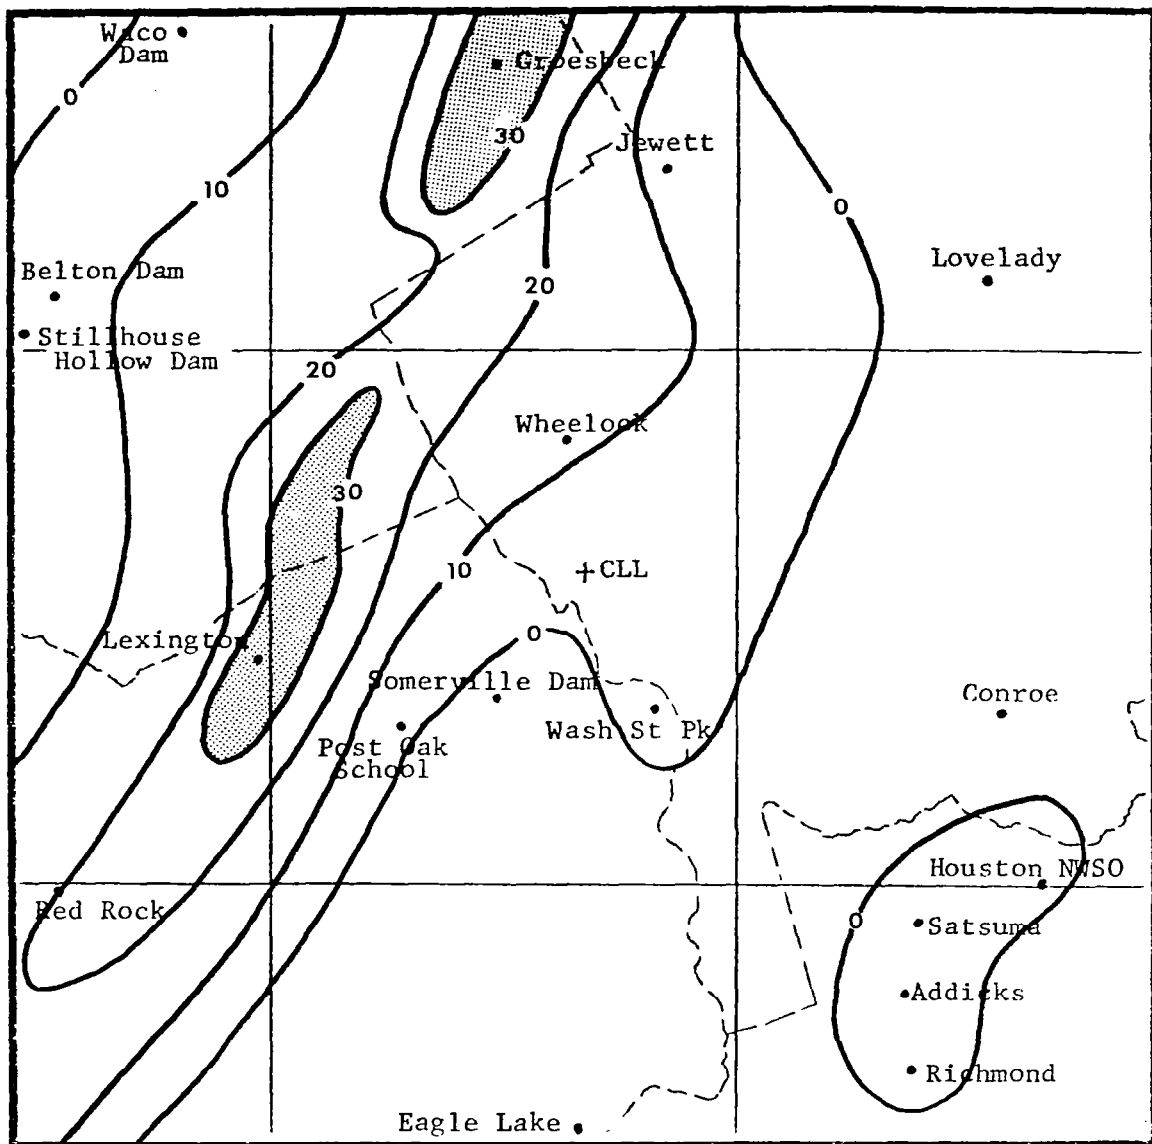 Waco
Dam
Groesbeck
0
30
Jewett
10
0
Lovelady
Belton Dam
20
Stillhouse
Hollow Dam
20
Wheelock
30
10
CLL
0
Lexington
Somerville Dam
Conroe
Wash St Pk
Post Oak
School
Houston NWSO
Red Rock
0
Satsuma
Addicks
Richmond
Eagle Lake